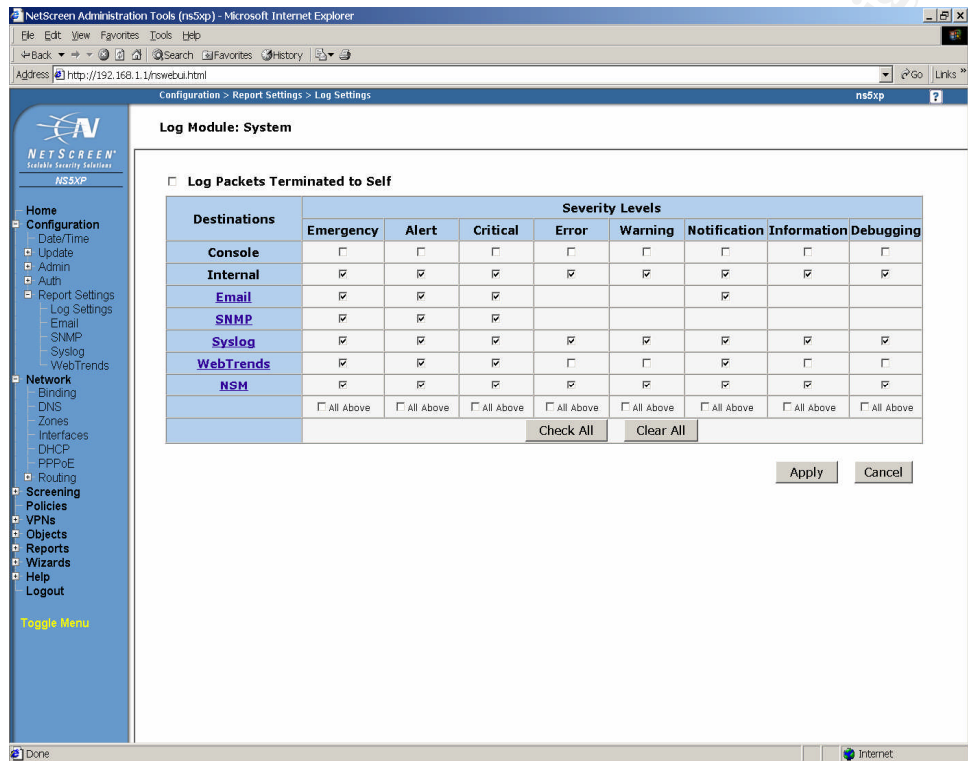 NetScreen Administration Tools (ns5xp) - Microsoft Internet Explorer
File Edit View Favorites Tools Help
Back Search Favorites History
Address http://192.168.1.1/nswebui.html Go Links »
Configuration > Report Settings > Log Settings ns5xp ?
N
NETSCREEN
Scalable Security Solutions
NS5XP
Home
Configuration
Date/Time
Update
Admin
Auth
Report Settings
Log Settings
Email
SNMP
Syslog
WebTrends
Network
Binding
DNS
Zones
Interfaces
DHCP
PPPoE
Routing
Screening
Policies
VPNs
Objects
Reports
Wizards
Help
Logout
Toggle Menu
Log Module: System
Log Packets Terminated to Self
Destinations Severity Levels
Emergency Alert Critical Error Warning Notification Information Debugging
Console
Internal
Email
SNMP
Syslog
WebTrends
NSM
All Above All Above All Above All Above All Above All Above All Above All Above
Check All Clear All
Apply Cancel
Done Internet